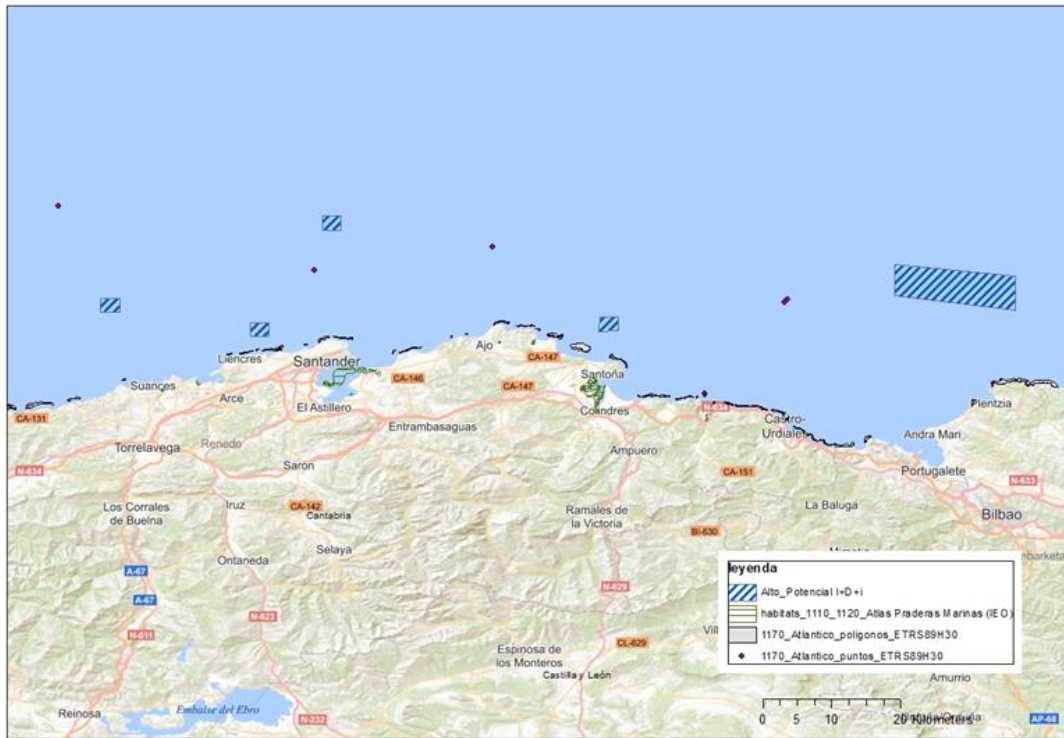 Ajo
CA-147
Liencres
Santander
Santoña
Suances
CA-146
CA-147
Arce
El Astillero
Colindres
Plentzia
CA-131
N-634
Castro-
Urdiales
Entrambasaguas
Andra Mari
Torrelavega
Renedo
Ampuero
Portugalete
N-634
Sarón
CA-151
N-633
Los Corrales
de Buelna
Iruz
CA-142
Cantabria
Ramales de
la Victoria
La Baluga
Bilbao
Selaya
BI-630
Ontaneda
A-67
N-629
A-67
N-623
N-611
CL-629
Espinosa de
los Monteros
Castilla y León
Reinosa
Embalse del Ebro
N-232
Amurrio
AP-68
leyenda
Alto_Potencial I+D+i
habitats_1110_1120_Atlas Praderas Marinas (IEO)
1170_Atlantico_polígonos_ETRS89H30
1170_Atlantico_puntos_ETRS89H30
0 5 10 20 Kilometers